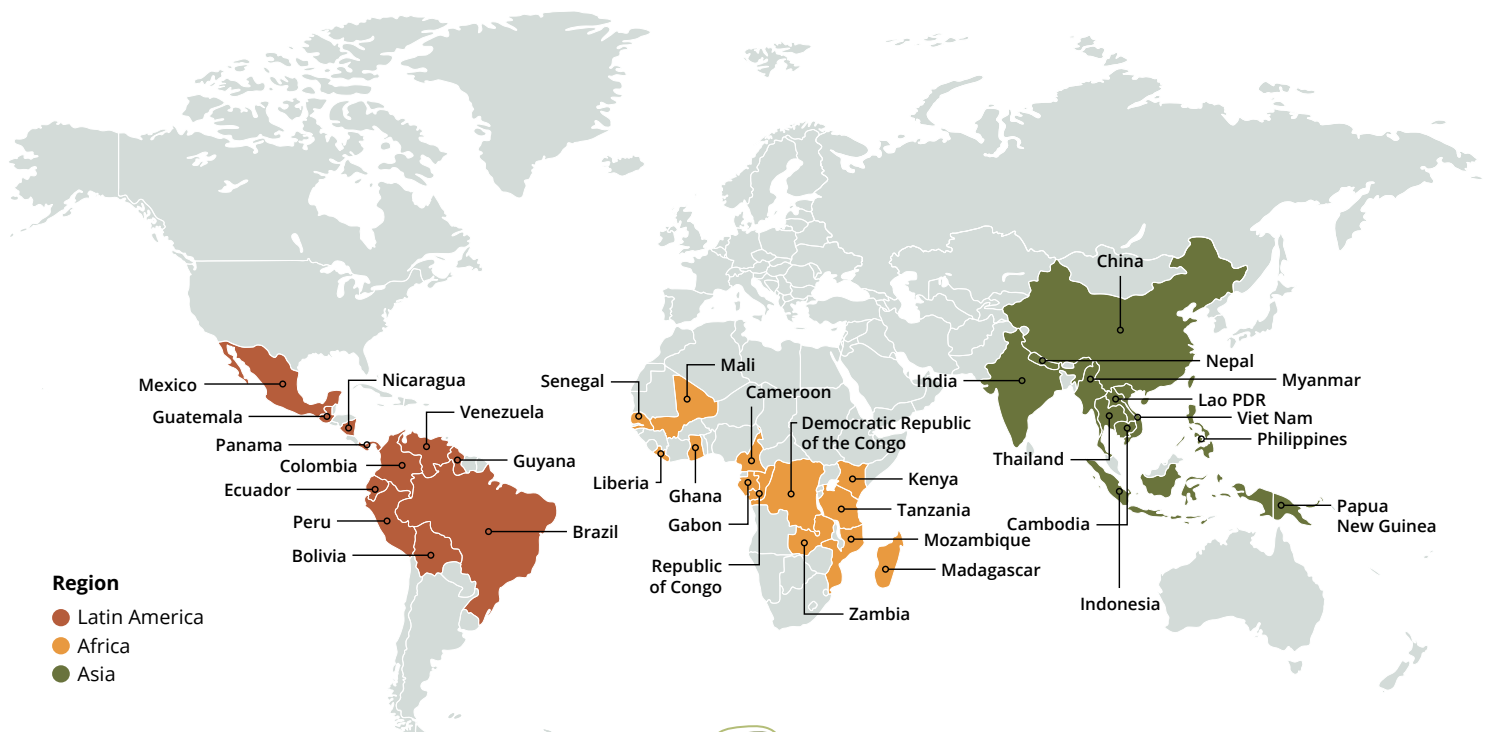 China
Nepal
India
Myanmar
Mexico
Nicaragua
Senegal
Mali
Cameroon
Lao PDR
Guatemala
Venezuela
Viet Nam
Democratic Republic
of the Congo
Philippines
Panama
Colombia
Guyana
Thailand
Ecuador
Liberia
Ghana
Kenya
Peru
Gabon
Tanzania
Cambodia
Papua
New Guinea
Brazil
Mozambique
Bolivia
Republic
of Congo
Madagascar
Zambia
Indonesia
Region
Latin America
Africa
Asia